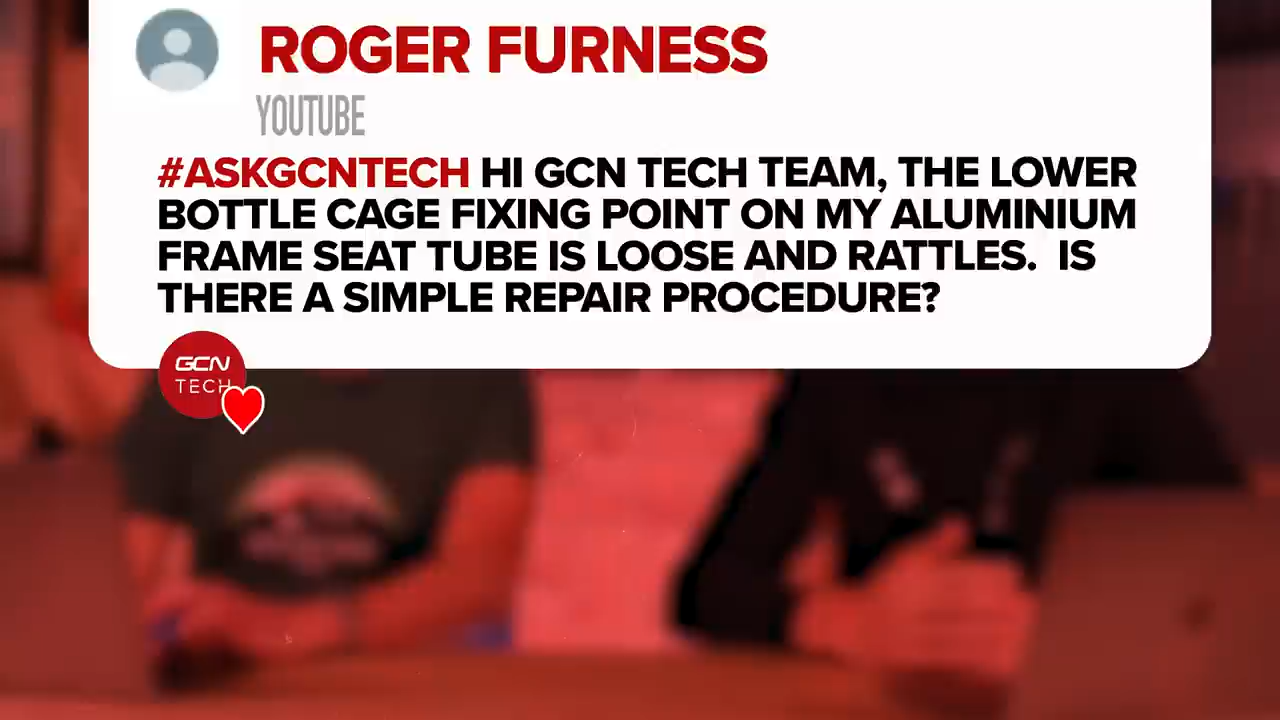 ROGER FURNESS
YOUTUBE
#ASKGCNTECH HI GCN TECH TEAM, THE LOWER
BOTTLE CAGE FIXING POINT ON MY ALUMINIUM
FRAME SEAT TUBE IS LOOSE AND RATTLES. IS
THERE A SIMPLE REPAIR PROCEDURE?
GCN
TECH